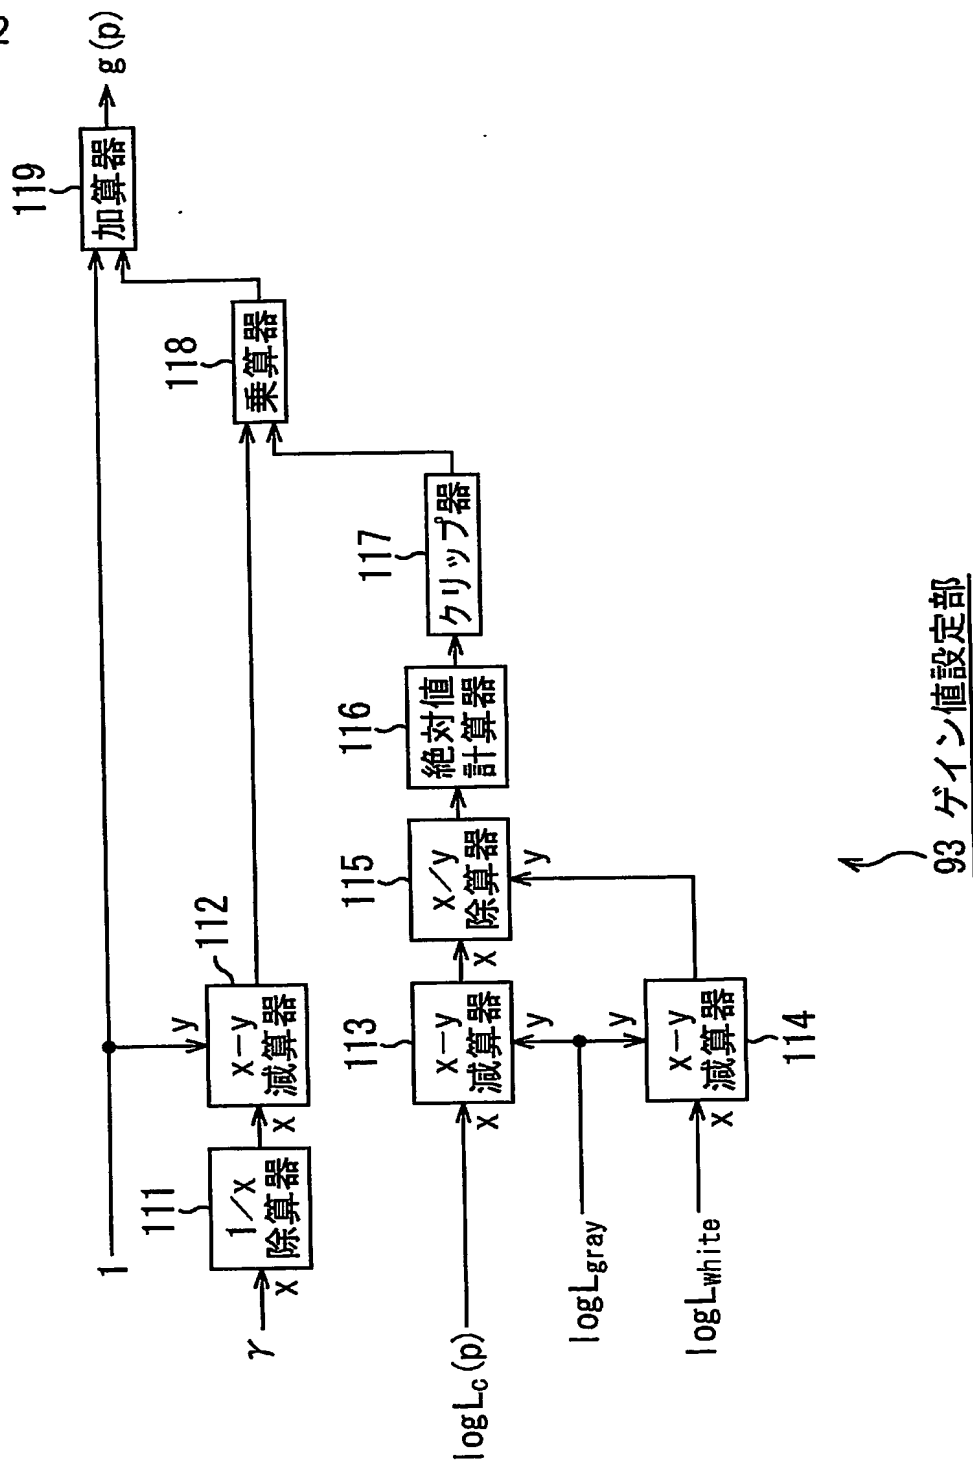 2
119
加算器
g(p)
118
乗算器
117
クリップ器
116
絶対値
計算器
115
x/y
除算器
x
y
112
x−y
減算器
x
y
113
x−y
減算器
x
y
x−y
減算器
114
x
y
111
1/x
除算器
x
1
γ
logLc(p)
logLgray
logLwhite
93 ゲイン値設定部